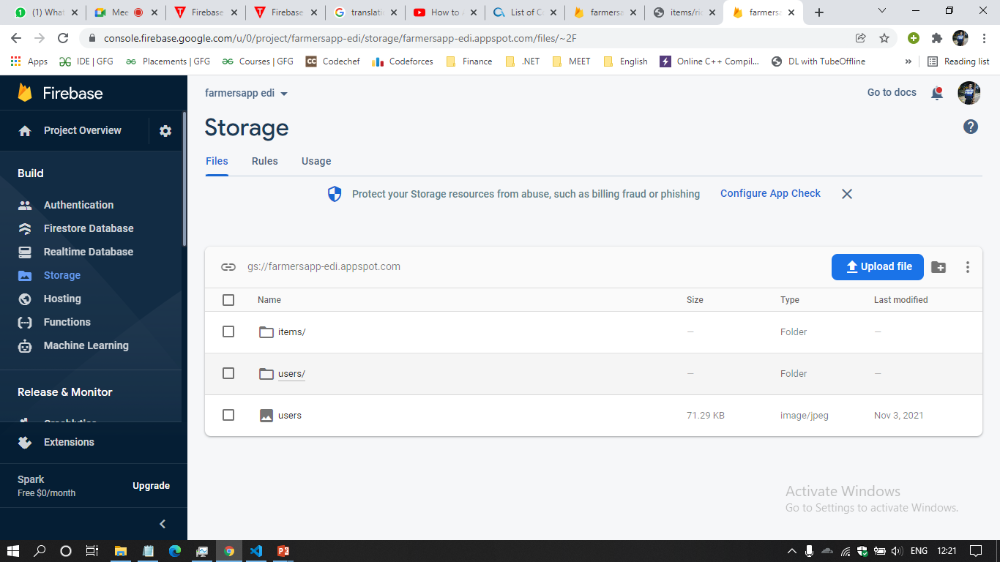 (1) What
Mee
Firebase
Firebase
translati
How to
List of C
farmersa
items/ric
farmersa
console.firebase.google.com/u/0/project/farmersapp-edi/storage/farmersapp-edi.appspot.com/files/~2F
Apps
IDE | GFG
Placements | GFG
Courses | GFG
Codechef
Codeforces
Finance
.NET
MEET
English
Online C++ Compil...
DL with TubeOffline
»
Reading list
Firebase
farmersapp edi
Go to docs
Project Overview
Storage
Files
Rules
Usage
Build
Protect your Storage resources from abuse, such as billing fraud or phishing
Configure App Check
Authentication
Firestore Database
Realtime Database
Storage
Hosting
Functions
Machine Learning
gs://farmersapp-edi.appspot.com
Upload file
Name Size Type Last modified
items/ — Folder —
users/ — Folder —
users 71.29 KB image/jpeg Nov 3, 2021
Release & Monitor
Crashlytics
Extensions
Spark
Free $0/month
Upgrade
Activate Windows
Go to Settings to activate Windows.
ENG 12:21